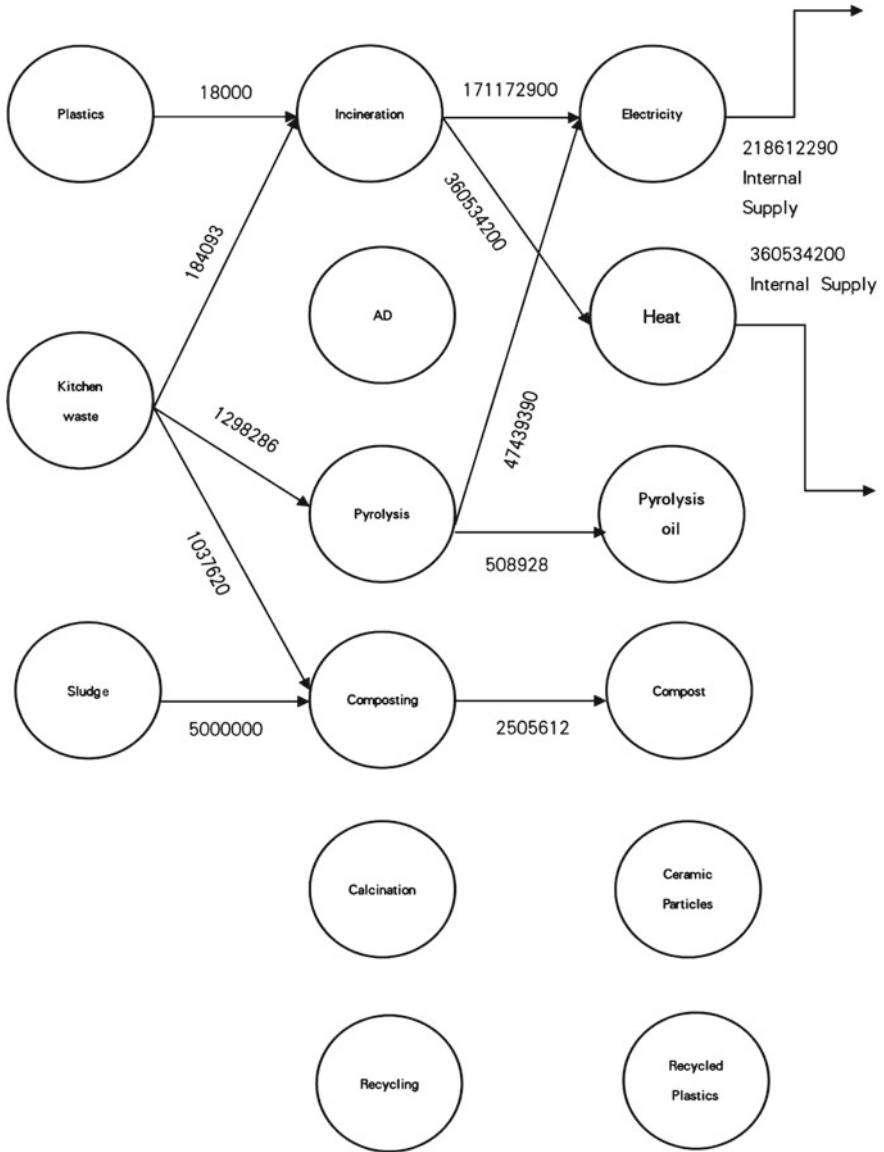 Plastics
18000
Incineration
171172900
Electricity
218612290
Internal
Supply
184093
360534200
AD
Heat
360534200
Internal Supply
Kitchen
waste
1298286
47439390
Pyrolysis
Pyrolysis
oil
508928
1037620
Sludge
5000000
Composting
2505612
Compost
Calcination
Ceramic
Particles
Recycling
Recycled
Plastics